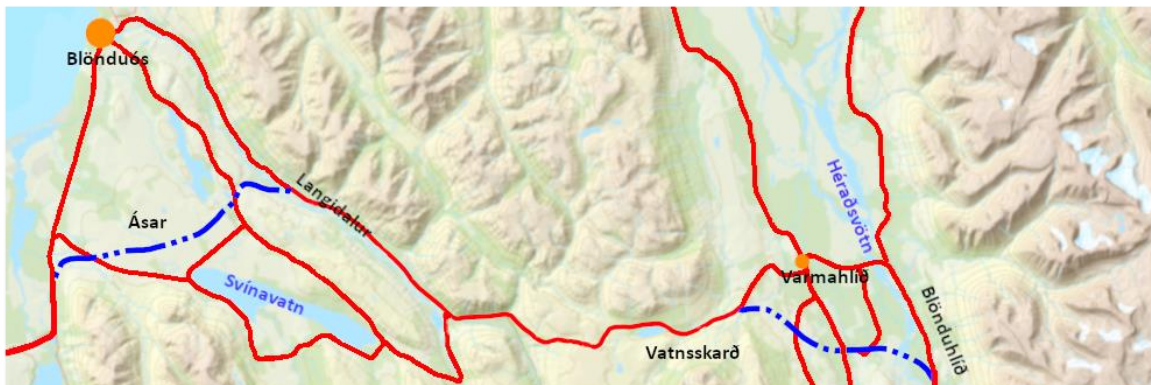 Blönduós
Ásar
Langidalur
Svínavatn
Vatnsskarð
Varmahlíð
Héraðsvötn
Blönduhlíð